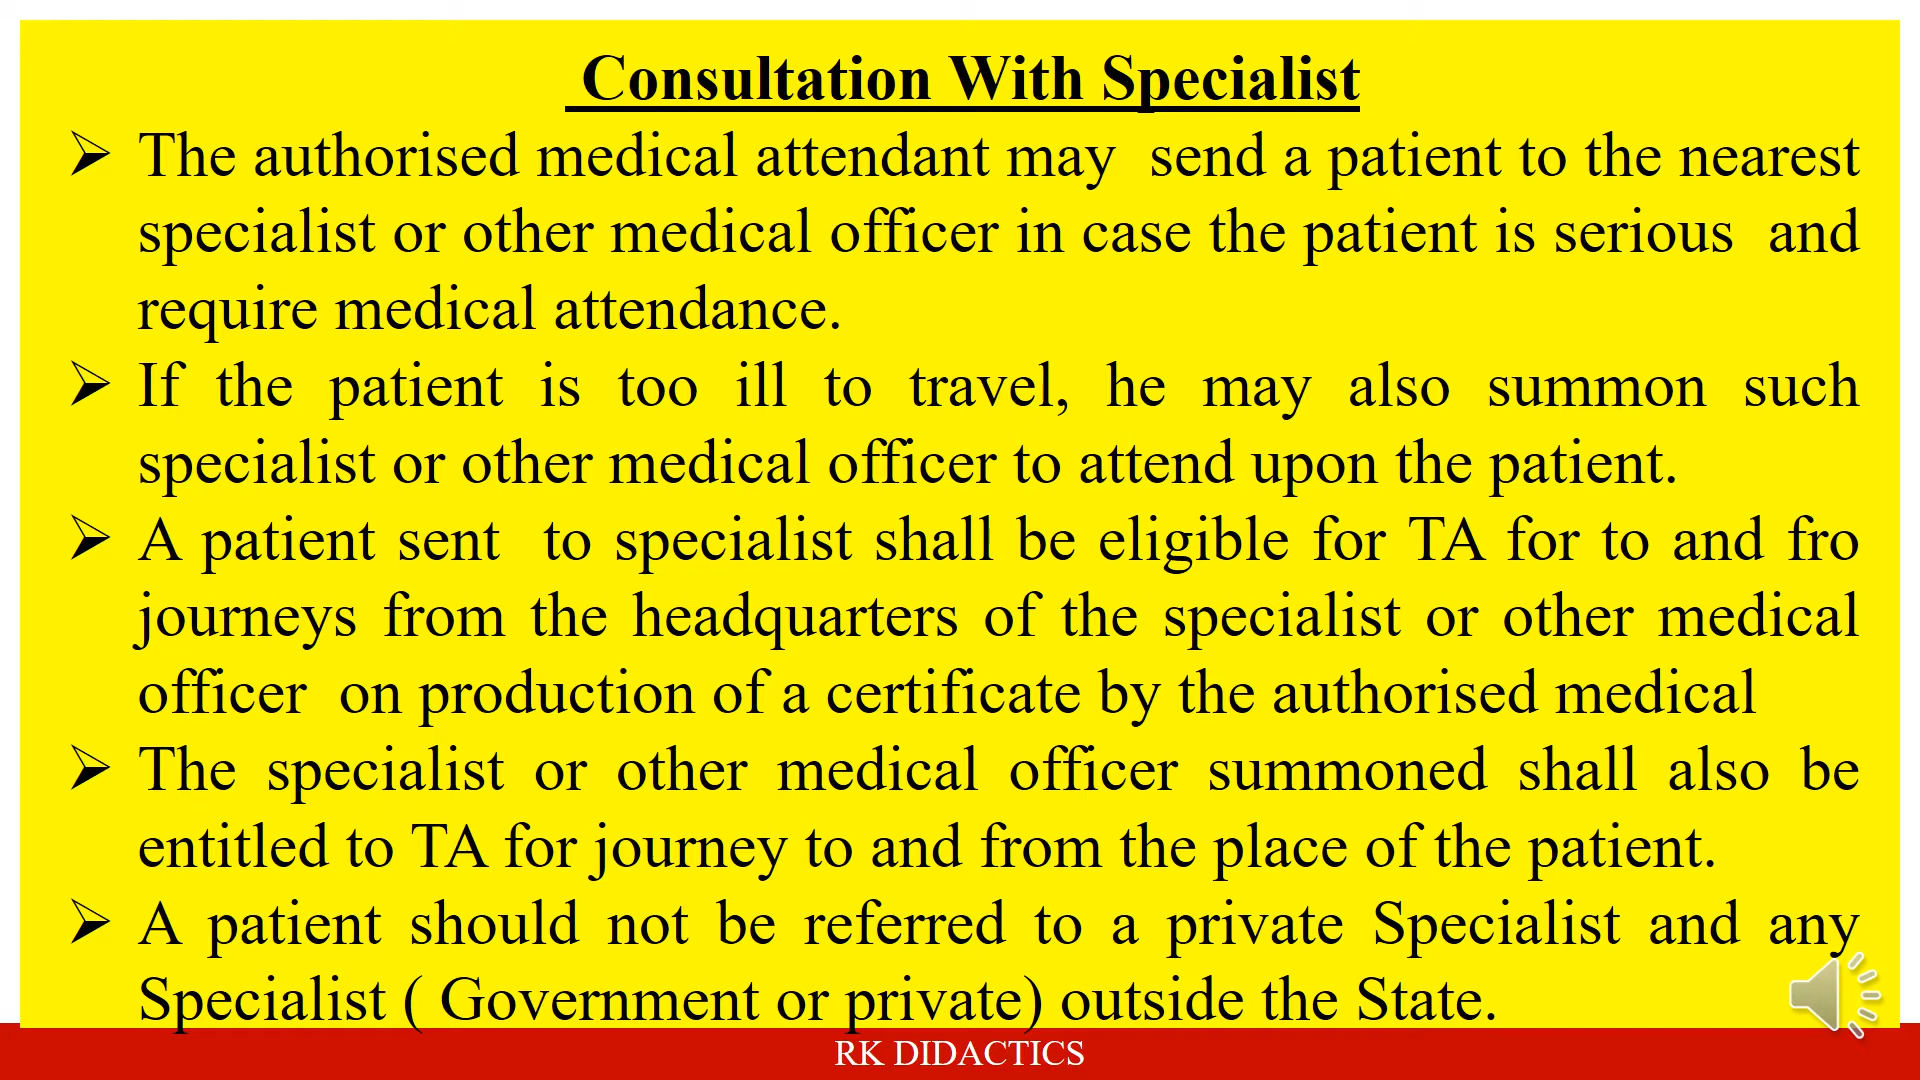 Consultation With Specialist
➢ The authorised medical attendant may send a patient to the nearest
specialist or other medical officer in case the patient is serious and
require medical attendance.
➢ If the patient is too ill to travel, he may also summon such
specialist or other medical officer to attend upon the patient.
➢ A patient sent to specialist shall be eligible for TA for to and fro
journeys from the headquarters of the specialist or other medical
officer on production of a certificate by the authorised medical
➢ The specialist or other medical officer summoned shall also be
entitled to TA for journey to and from the place of the patient.
➢ A patient should not be referred to a private Specialist and any
Specialist ( Government or private) outside the State.
RK DIDACTICS